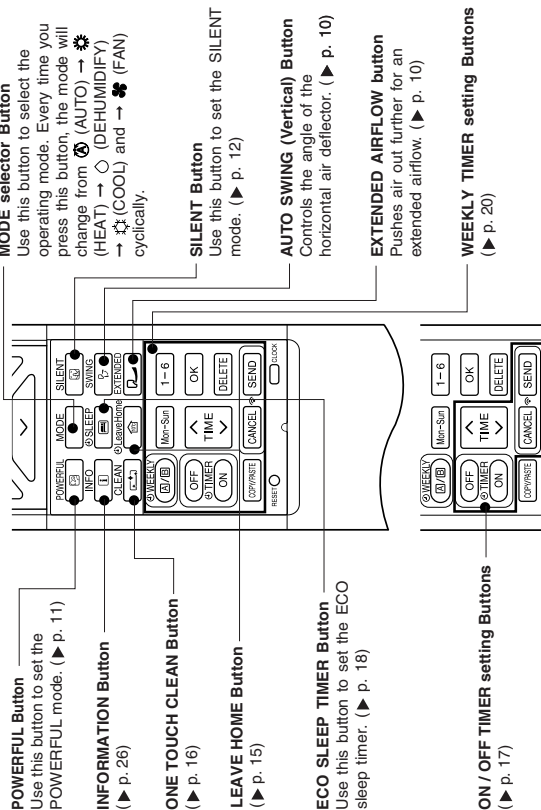 MODE selector Button
Use this button to select the
operating mode. Every time you
press this button, the mode will
change from (AUTO) →
(HEAT) → (DEHUMIDIFY)
→ (COOL) and → (FAN)
cyclically.
SILENT Button
Use this button to set the SILENT
mode. (▶ p. 12)
AUTO SWING (Vertical) Button
Controls the angle of the
horizontal air deflector. (▶ p. 10)
EXTENDED AIRFLOW button
Pushes air out further for an
extended airflow. (▶ p. 10)
WEEKLY TIMER setting Buttons
(▶ p. 20)
POWERFUL MODE SILENT
INFO SLEEP SWING
CLEAN LeaveHome EXTENDED
WEEKLY Mon-Sun 1–6
A/B
OFF TIME OK
TIMER
ON DELETE
COPY/PASTE CANCEL SEND
RESET CLOCK
WEEKLY Mon-Sun 1–6
A/B
OFF TIME OK
TIMER
ON DELETE
COPY/PASTE CANCEL SEND
POWERFUL Button
Use this button to set the
POWERFUL mode. (▶ p. 11)
INFORMATION Button
(▶ p. 26)
ONE TOUCH CLEAN Button
(▶ p. 16)
LEAVE HOME Button
(▶ p. 15)
ECO SLEEP TIMER Button
Use this button to set the ECO
sleep timer. (▶ p. 18)
ON / OFF TIMER setting Buttons
(▶ p. 17)